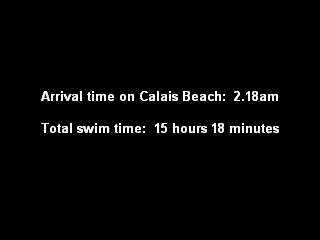 Arrival time on Calais Beach:  2.18am
Total swim time:  15 hours 18 minutes